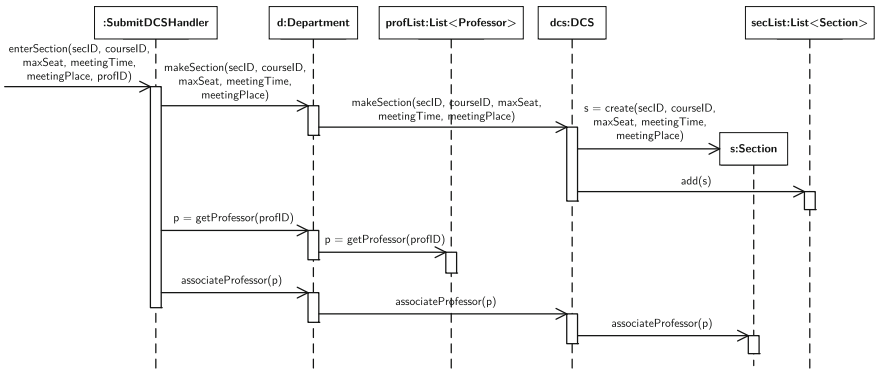 :SubmitDCSHandler
d:Department
profList:List<Professor>
dcs:DCS
secList:List<Section>
enterSection(secID, courseID,
maxSeat, meetingTime,
meetingPlace, profID)
makeSection(secID, courseID,
maxSeat, meetingTime,
meetingPlace)
makeSection(secID, courseID, maxSeat,
meetingTime, meetingPlace)
s = create(secID, courseID,
maxSeat, meetingTime,
meetingPlace)
s:Section
add(s)
p = getProfessor(profID)
p = getProfessor(profID)
associateProfessor(p)
associateProfessor(p)
associateProfessor(p)